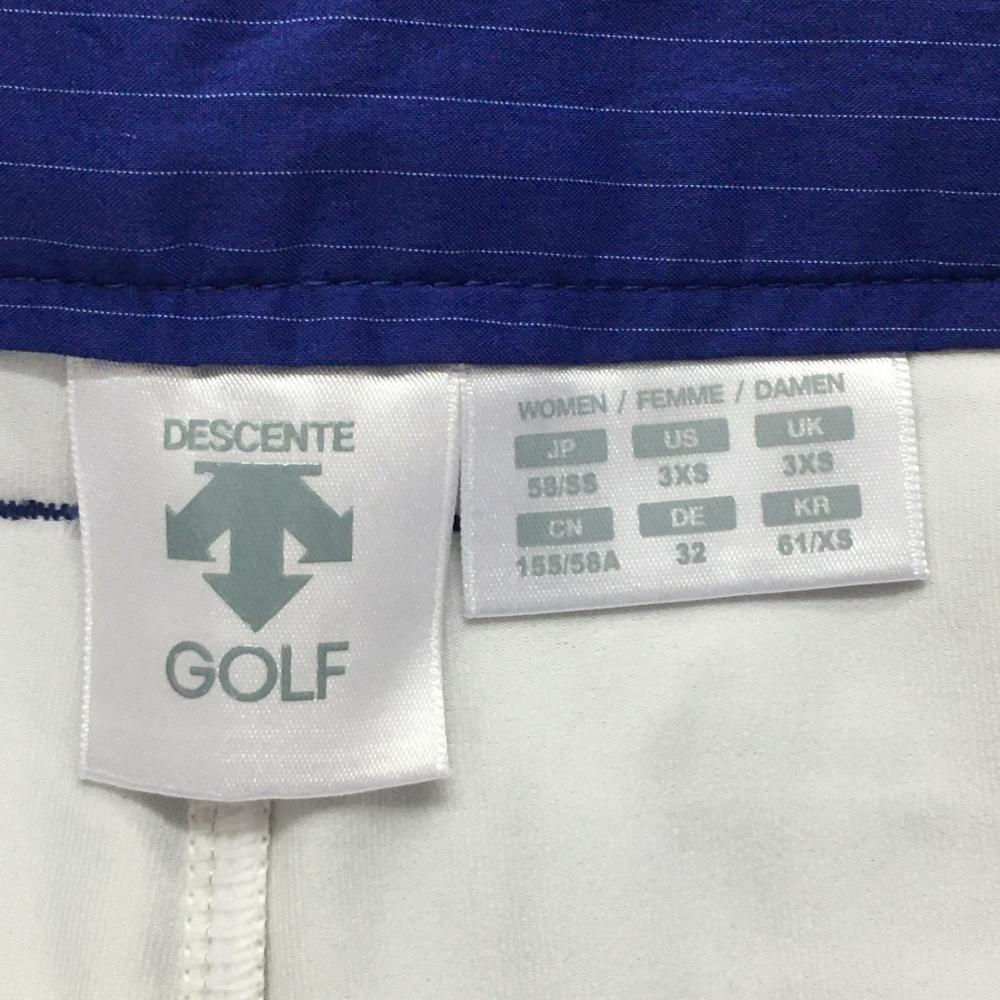 DESCENTE
GOLF
WOMEN / FEMME / DAMEN
JP US UK
58/SS 3XS 3XS
CN DE KR
155/58A 32 61/XS